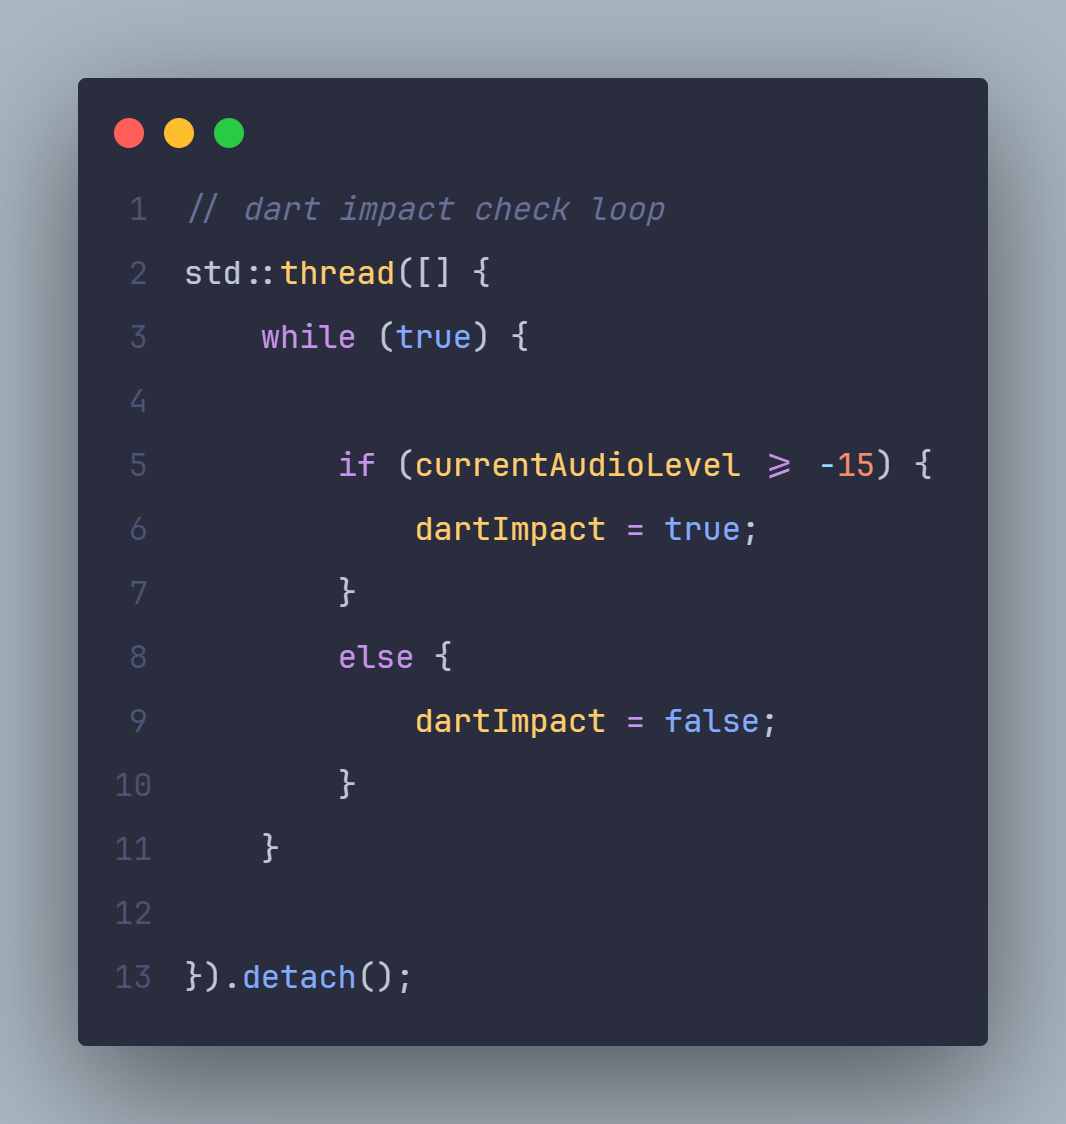 1 // dart impact check loop
2 std::thread([] {
3     while (true) {
4
5         if (currentAudioLevel >= -15) {
6             dartImpact = true;
7         }
8         else {
9             dartImpact = false;
10         }
11     }
12
13 }).detach();